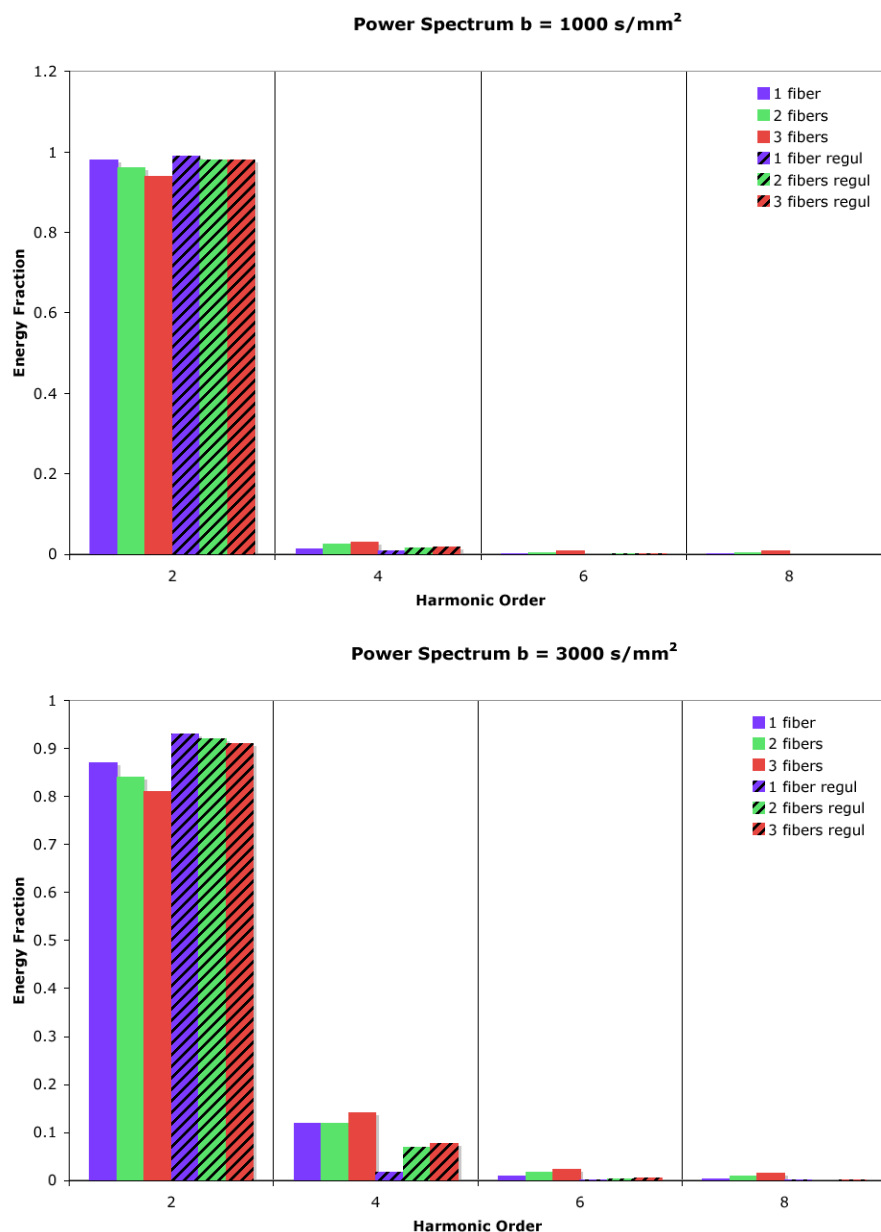 Power Spectrum b = 1000 s/mm²
1.2
1
0.8
0.6
0.4
0.2
0
Energy Fraction
1 fiber
2 fibers
3 fibers
1 fiber regul
2 fibers regul
3 fibers regul
2 4 6 8
Harmonic Order
Power Spectrum b = 3000 s/mm²
1
0.9
0.8
0.7
0.6
0.5
0.4
0.3
0.2
0.1
0
Energy Fraction
1 fiber
2 fibers
3 fibers
1 fiber regul
2 fibers regul
3 fibers regul
2 4 6 8
Harmonic Order